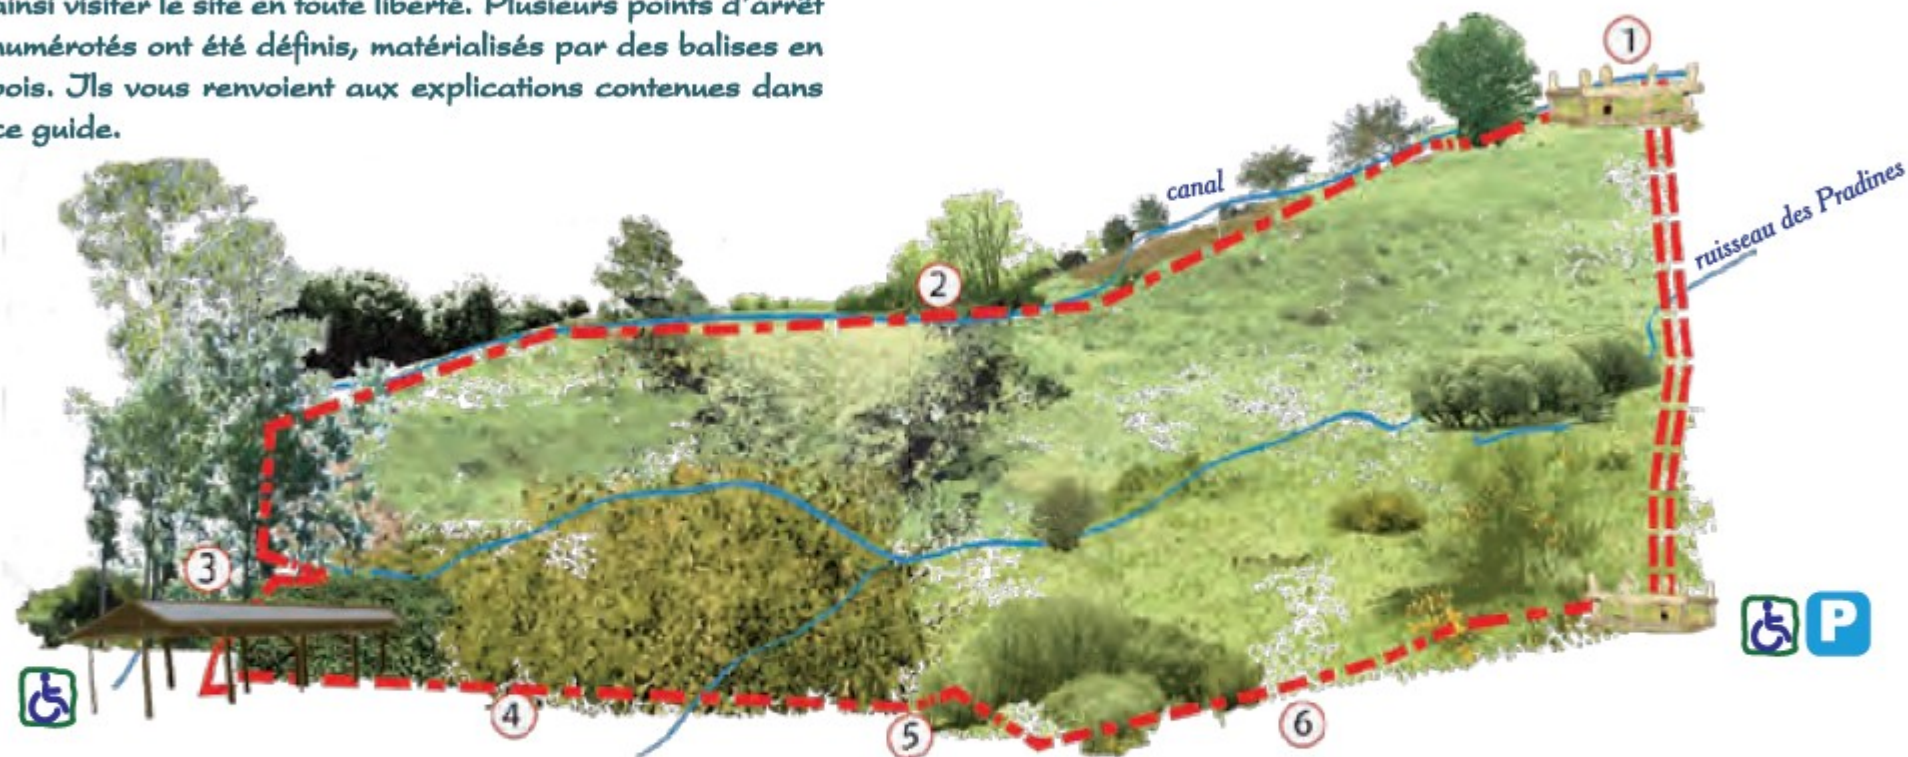 ainsi visiter le site en toute liberté. Plusieurs points d'arrêt
numérotés ont été définis, matérialisés par des balises en
bois. Ils vous renvoient aux explications contenues dans
ce guide.
1
canal
ruisseau des Pradines
2
3
P
4
5
6